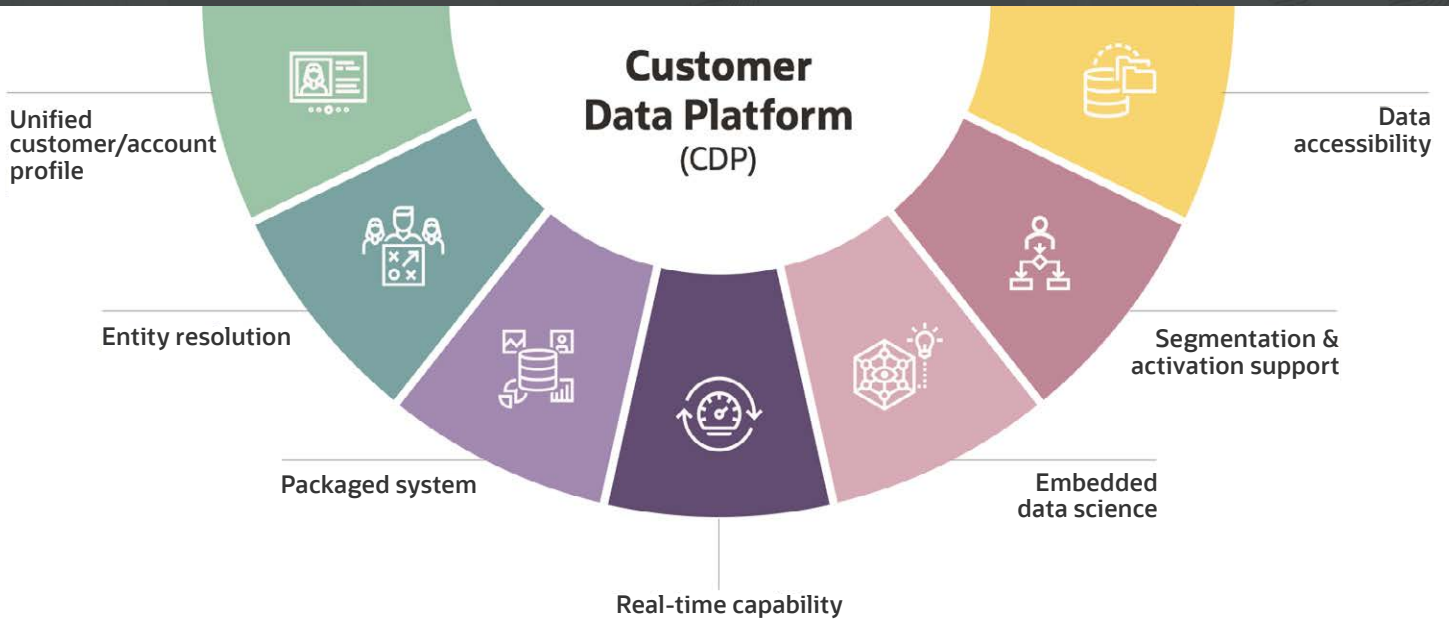 Customer
Data Platform
(CDP)
Unified
customer/account
profile
Entity resolution
Packaged system
Real-time capability
Embedded
data science
Segmentation &
activation support
Data
accessibility